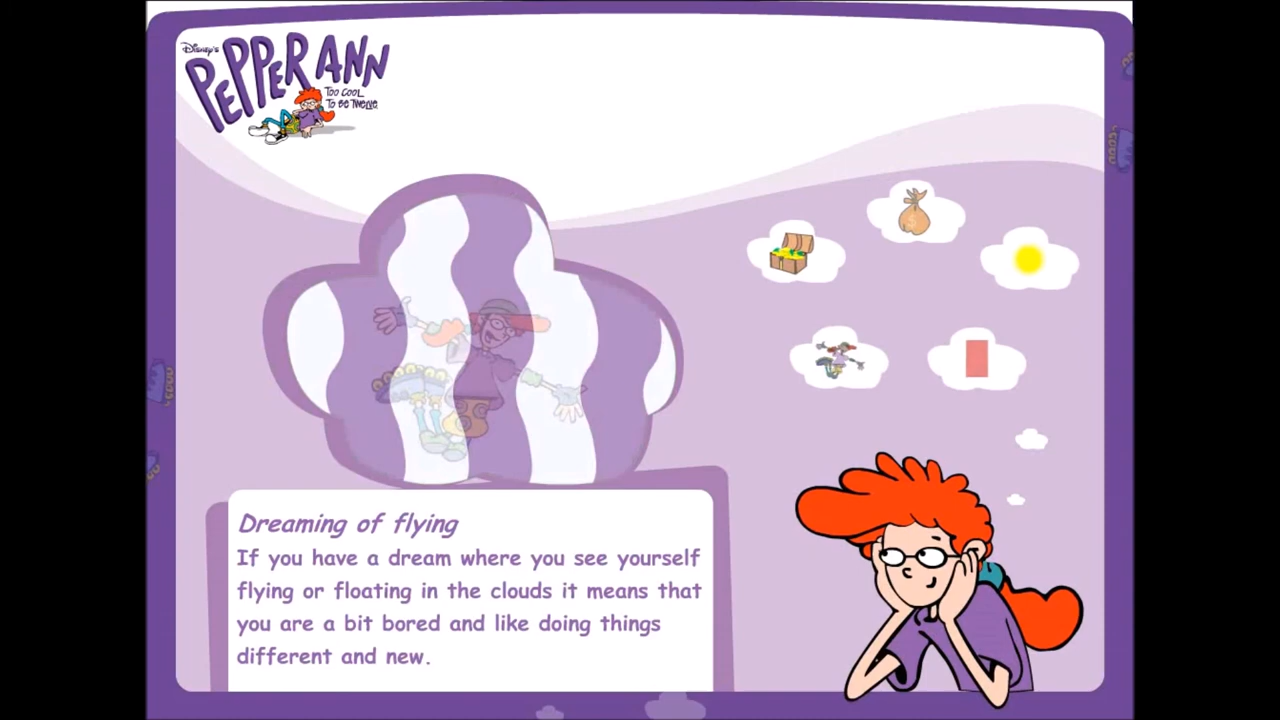 Disney's
PEPPER ANN
TOO COOL
TO BE TWELVE
Dreaming of flying
If you have a dream where you see yourself
flying or floating in the clouds it means that
you are a bit bored and like doing things
different and new.